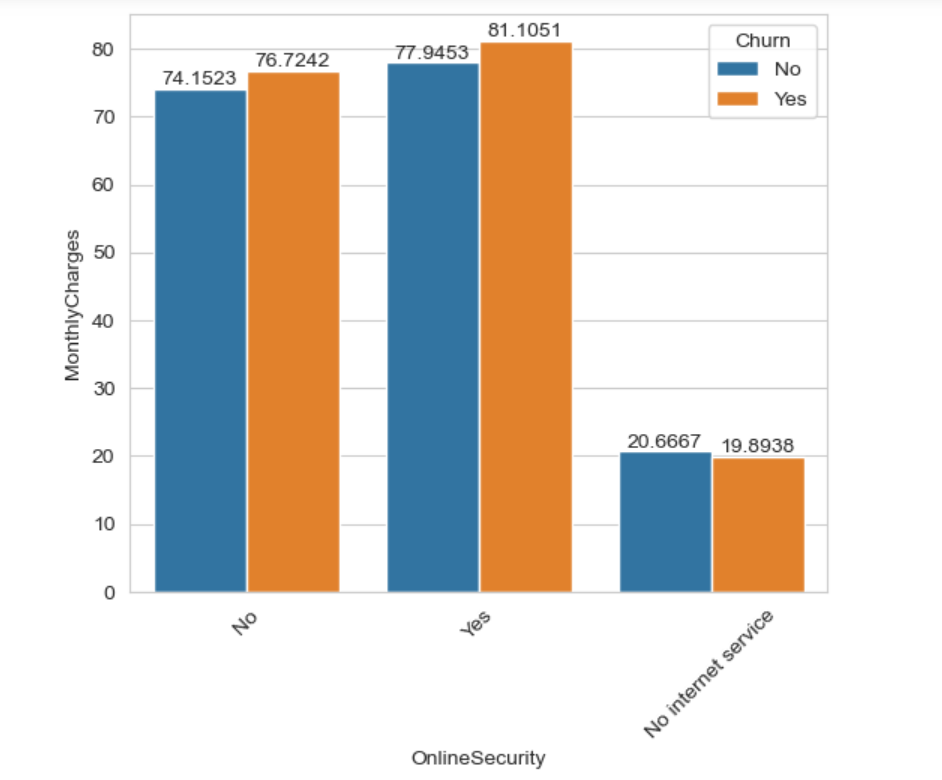 81.1051
80
77.9453
76.7242
74.1523
Churn
No
Yes
70
60
50
MonthlyCharges
40
30
20.6667
19.8938
20
10
0
No
Yes
No internet service
OnlineSecurity